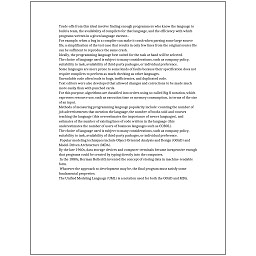 Trade-offs from this ideal involve finding enough programmers who know the language to
build a team, the availability of compilers for that language, and the efficiency with which
programs written in a given language execute.
For example, when a bug in a compiler can make it crash when parsing some large source
file, a simplification of the test case that results in only few lines from the original source file
can be sufficient to reproduce the same crash.
Ideally, the programming language best suited for the task at hand will be selected.
The choice of language used is subject to many considerations, such as company policy,
suitability to task, availability of third-party packages, or individual preference.
Some languages are more prone to some kinds of faults because their specification does not
require compilers to perform as much checking as other languages.
Unreadable code often leads to bugs, inefficiencies, and duplicated code.
Text editors were also developed that allowed changes and corrections to be made much
more easily than with punched cards.
For this purpose, algorithms are classified into orders using so-called Big O notation, which
expresses resource use, such as execution time or memory consumption, in terms of the size
of an input.
Methods of measuring programming language popularity include: counting the number of
job advertisements that mention the language, the number of books sold and courses
teaching the language (this overestimates the importance of newer languages), and
estimates of the number of existing lines of code written in the language (this
underestimates the number of users of business languages such as COBOL).
The choice of language used is subject to many considerations, such as company policy,
suitability to task, availability of third-party packages, or individual preference.
Popular modeling techniques include Object-Oriented Analysis and Design (OOAD) and
Model-Driven Architecture (MDA).
By the late 1960s, data storage devices and computer terminals became inexpensive enough
that programs could be created by typing directly into the computers.
In the 1880s, Herman Hollerith invented the concept of storing data in machine-readable
form.
Whatever the approach to development may be, the final program must satisfy some
fundamental properties.
The Unified Modeling Language (UML) is a notation used for both the OOAD and MDA.